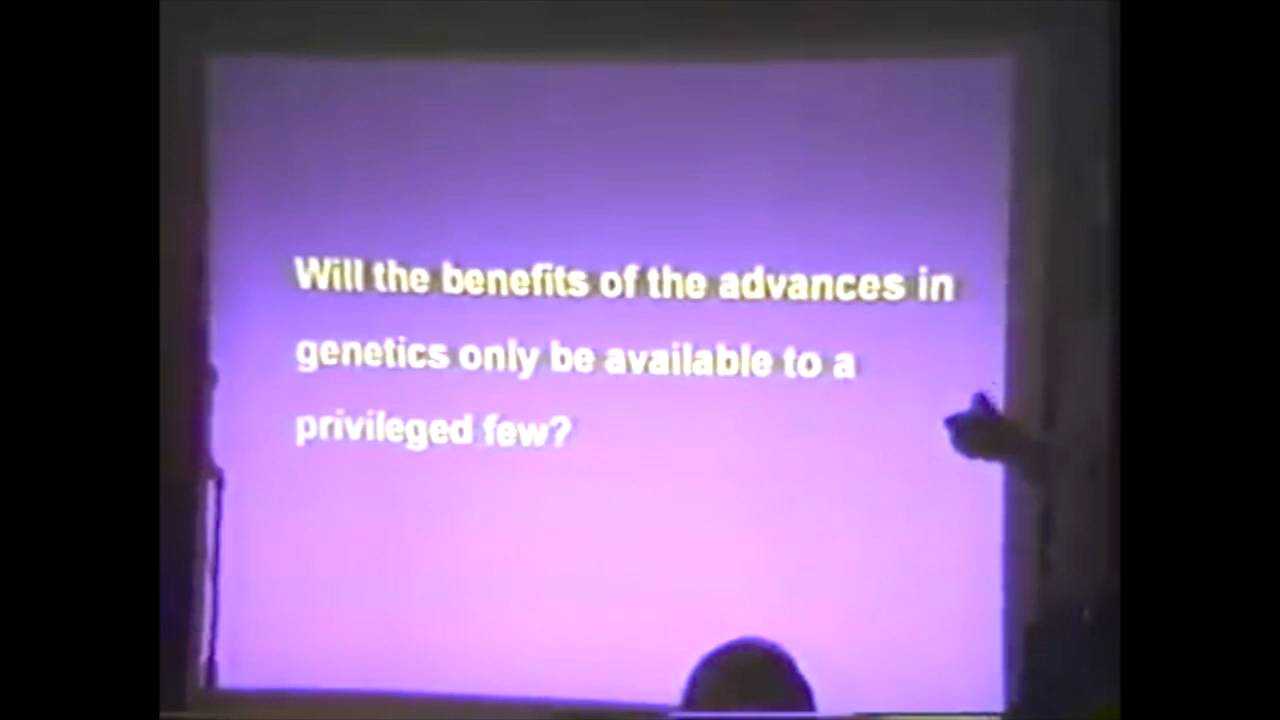 Will the benefits of the advances in
genetics only be available to a
privileged few?